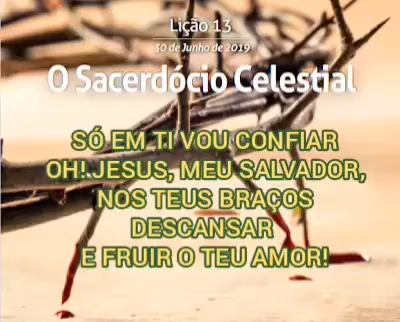 Lição 13
30 de Junho de 2019
O Sacerdócio Celestial
SÓ EM TI VOU CONFIAR
OH! JESUS, MEU SALVADOR,
NOS TEUS BRAÇOS
DESCANSAR
E FRUIR O TEU AMOR!